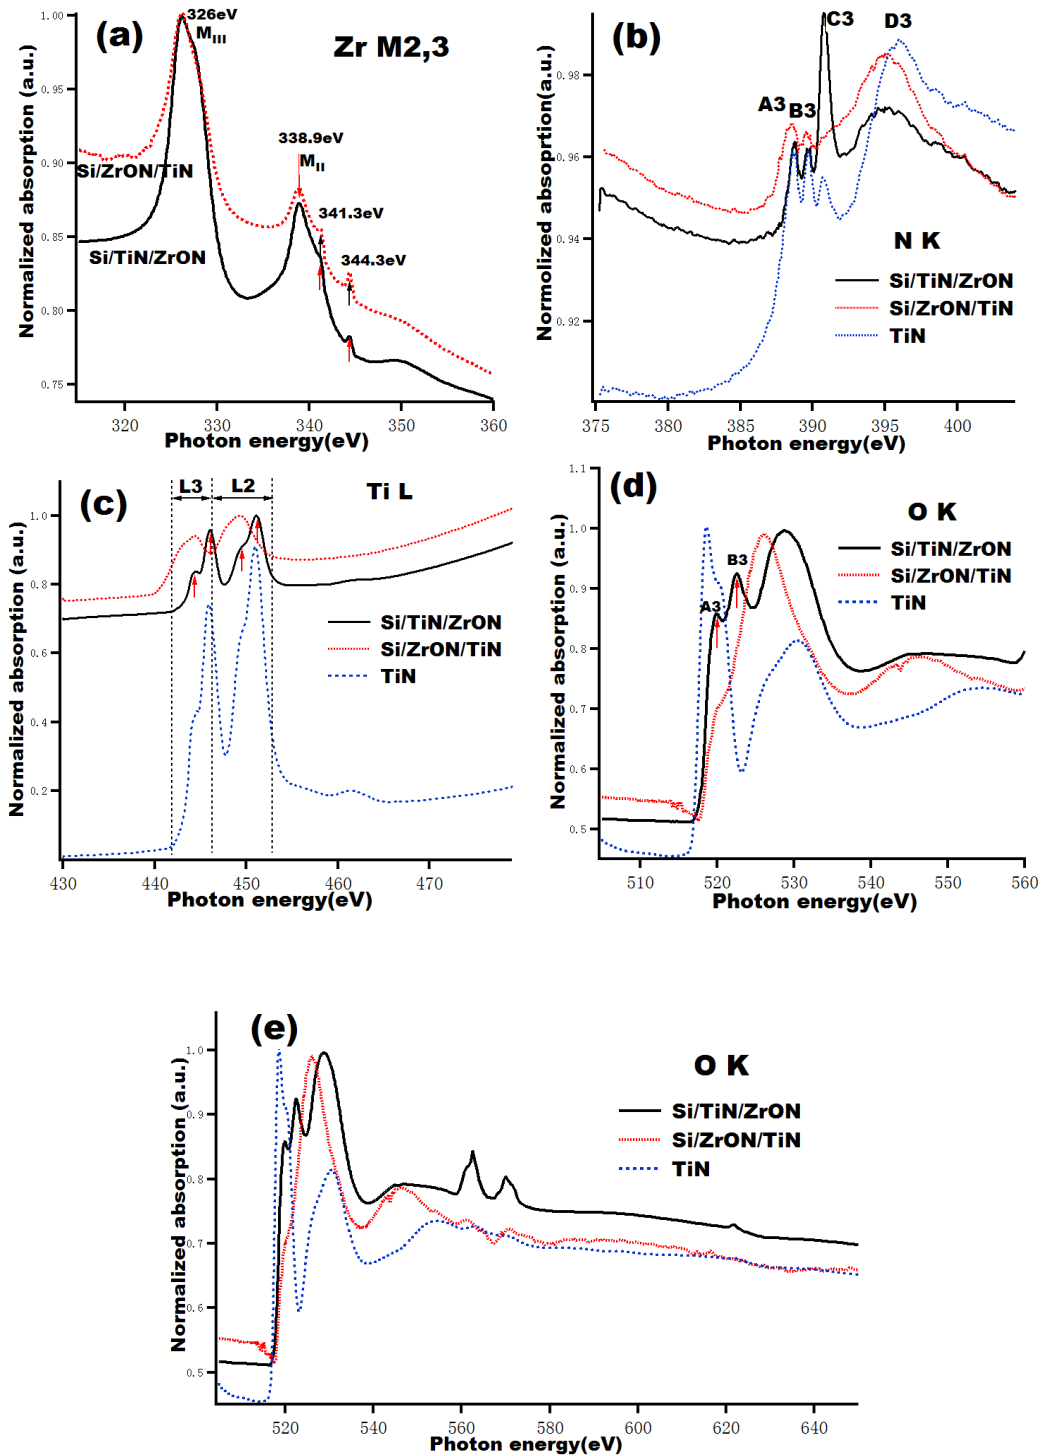 (a)
326eV
MIII
Zr M2,3
338.9eV
MII
341.3eV
344.3eV
Si/ZrON/TiN
Si/TiN/ZrON
Normalized absorption (a.u.)
1.00
0.95
0.90
0.85
0.80
0.75
320
330
340
350
360
Photon energy(eV)
(b)
C3
D3
A3
B3
N K
Si/TiN/ZrON
Si/ZrON/TiN
TiN
Normolized absoprtion(a.u.)
0.98
0.96
0.94
0.92
375
380
385
390
395
400
Photon energy(eV)
(c)
L3
L2
Ti L
Si/TiN/ZrON
Si/ZrON/TiN
TiN
Normalized absorption (a.u.)
1.0
0.8
0.6
0.4
0.2
430
440
450
460
470
Photon energy(eV)
(d)
O K
A3
B3
Si/TiN/ZrON
Si/ZrON/TiN
TiN
Normalized absorption (a.u.)
1.1
1.0
0.9
0.8
0.7
0.6
0.5
510
520
530
540
550
560
Photon energy(eV)
(e)
O K
Si/TiN/ZrON
Si/ZrON/TiN
TiN
Normalized absorption (a.u.)
1.0
0.9
0.8
0.7
0.6
0.5
520
540
560
580
600
620
640
Photon energy(eV)